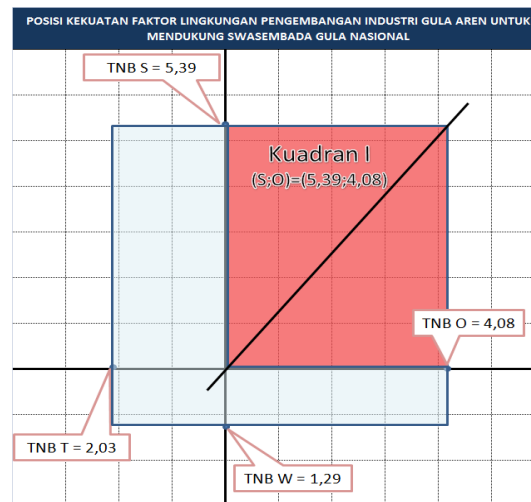 POSISI KEKUATAN FAKTOR LINGKUNGAN PENGEMBANGAN INDUSTRI GULA AREN UNTUK
MENDUKUNG SWASEMBADA GULA NASIONAL
TNB S = 5,39
Kuadran I
(S;O)=(5,39;4,08)
TNB O = 4,08
TNB T = 2,03
TNB W = 1,29